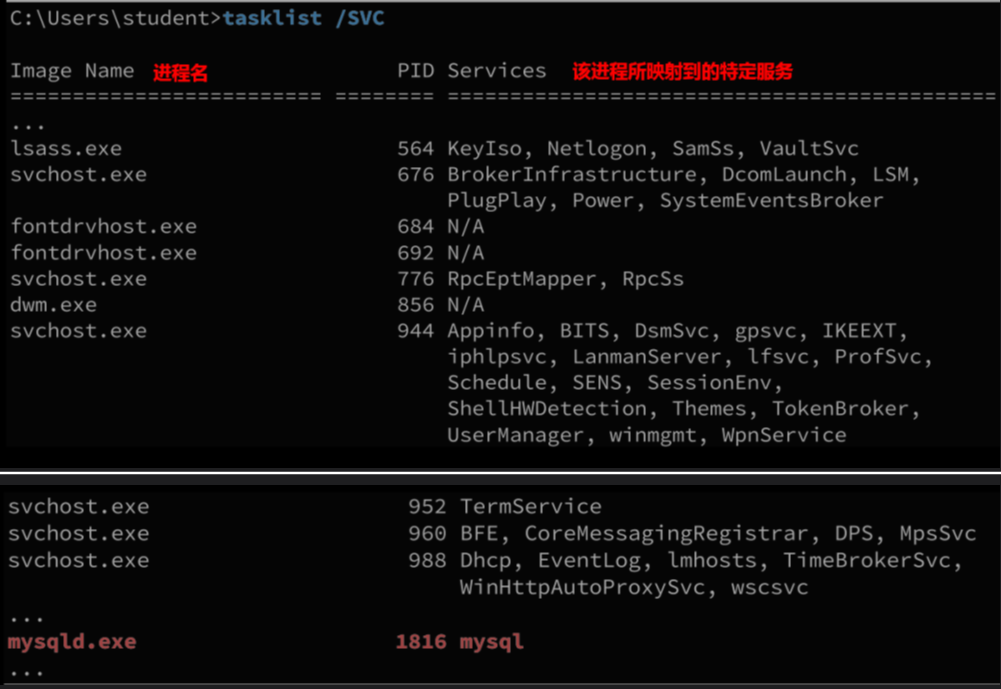 C:\Users\student>tasklist /SVC
Image Name 进程名 PID Services 该进程所映射到的特定服务
========================= ======== ============================================
...
lsass.exe 564 KeyIso, Netlogon, SamSs, VaultSvc
svchost.exe 676 BrokerInfrastructure, DcomLaunch, LSM,
PlugPlay, Power, SystemEventsBroker
fontdrvhost.exe 684 N/A
fontdrvhost.exe 692 N/A
svchost.exe 776 RpcEptMapper, RpcSs
dwm.exe 856 N/A
svchost.exe 944 Appinfo, BITS, DsmSvc, gpsvc, IKEEXT,
iphlpsvc, LanmanServer, lfsvc, ProfSvc,
Schedule, SENS, SessionEnv,
ShellHWDetection, Themes, TokenBroker,
UserManager, winmgmt, WpnService
svchost.exe 952 TermService
svchost.exe 960 BFE, CoreMessagingRegistrar, DPS, MpsSvc
svchost.exe 988 Dhcp, EventLog, lmhosts, TimeBrokerSvc,
WinHttpAutoProxySvc, wscsvc
...
mysqld.exe 1816 mysql
...